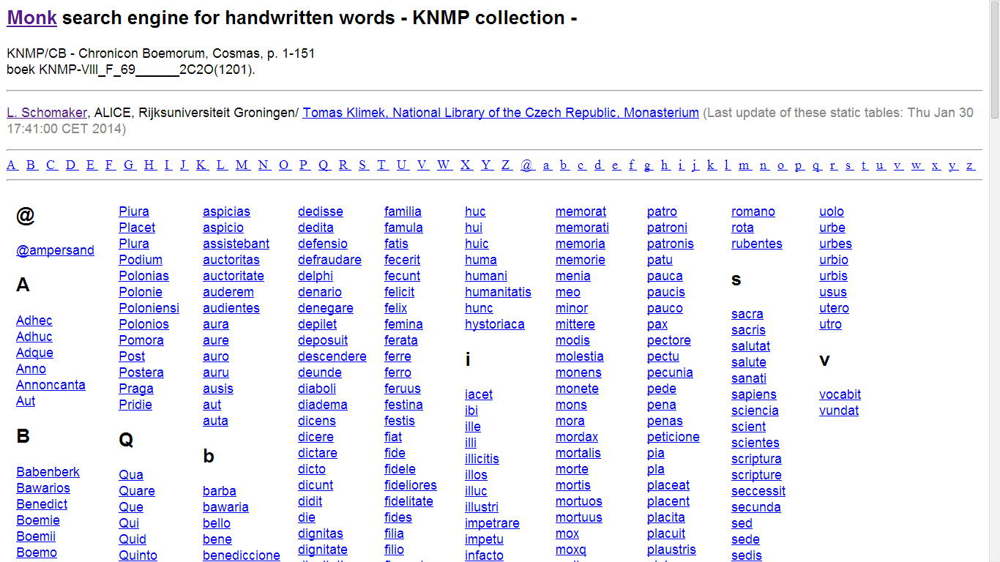 Monk search engine for handwritten words - KNMP collection -
KNMP/CB - Chronicon Boemorum, Cosmas, p. 1-151
boek KNMP-VIII_F_69______2C2O(1201).
L. Schomaker, ALICE, Rijksuniversiteit Groningen/ Tomas Klimek, National Library of the Czech Republic, Monasterium (Last update of these static tables: Thu Jan 30
17:41:00 CET 2014)
A B C D E F G H I J K L M N O P Q R S T U V W X Y Z @ a b c d e f g h i j k l m n o p q r s t u v w x y z
@
@ampersand
A
Adhec
Adhuc
Adque
Anno
Annoncanta
Aut
B
Babenberk
Bawarios
Benedict
Boemie
Boemii
Boemo
Piura
Placet
Plura
Podium
Polonias
Polonie
Poloniensi
Polonios
Pomora
Post
Postera
Praga
Pridie
Q
Qua
Quare
Que
Qui
Quid
Quinto
aspicias
aspicio
assistebant
auctoritas
auctoritate
auderem
audientes
aura
aure
auro
auru
ausis
aut
auta
b
barba
bawaria
bello
bene
benediccione
dedisse
dedita
defensio
defraudare
delphi
denario
denegare
depilet
deposuit
descendere
deunde
diaboli
diadema
dicens
dicere
dictare
dicto
dicunt
didit
die
dignitas
dignitate
familia
famula
fatis
fecerit
fecunt
felicit
felix
femina
ferata
ferre
ferro
feruus
festina
festis
fiat
fide
fidele
fideliores
fidelitate
fides
filia
filio
huc
hui
huic
huma
humani
humanitatis
hunc
hystoriaca
i
iacet
ibi
ille
illi
illicitis
illos
illuc
illustri
impetrare
impetu
infacto
memorat
memorati
memoria
memorie
menia
meo
minor
mittere
modis
molestia
monens
monete
mons
mora
mordax
mortalis
morte
mortis
mortuos
mortuus
mox
moxq
patro
patroni
patronis
patu
pauca
paucis
pauco
pax
pectore
pectu
pecunia
pede
pena
penas
peticione
pia
pla
placeat
placent
placita
placuit
plaustris
romano
rota
rubentes
s
sacra
sacris
salutat
salute
sanati
sapiens
sciencia
scient
scientes
scriptura
scripture
seccessit
secunda
sed
sede
sedis
uolo
urbe
urbes
urbio
urbis
usus
utero
utro
v
vocabit
vundat